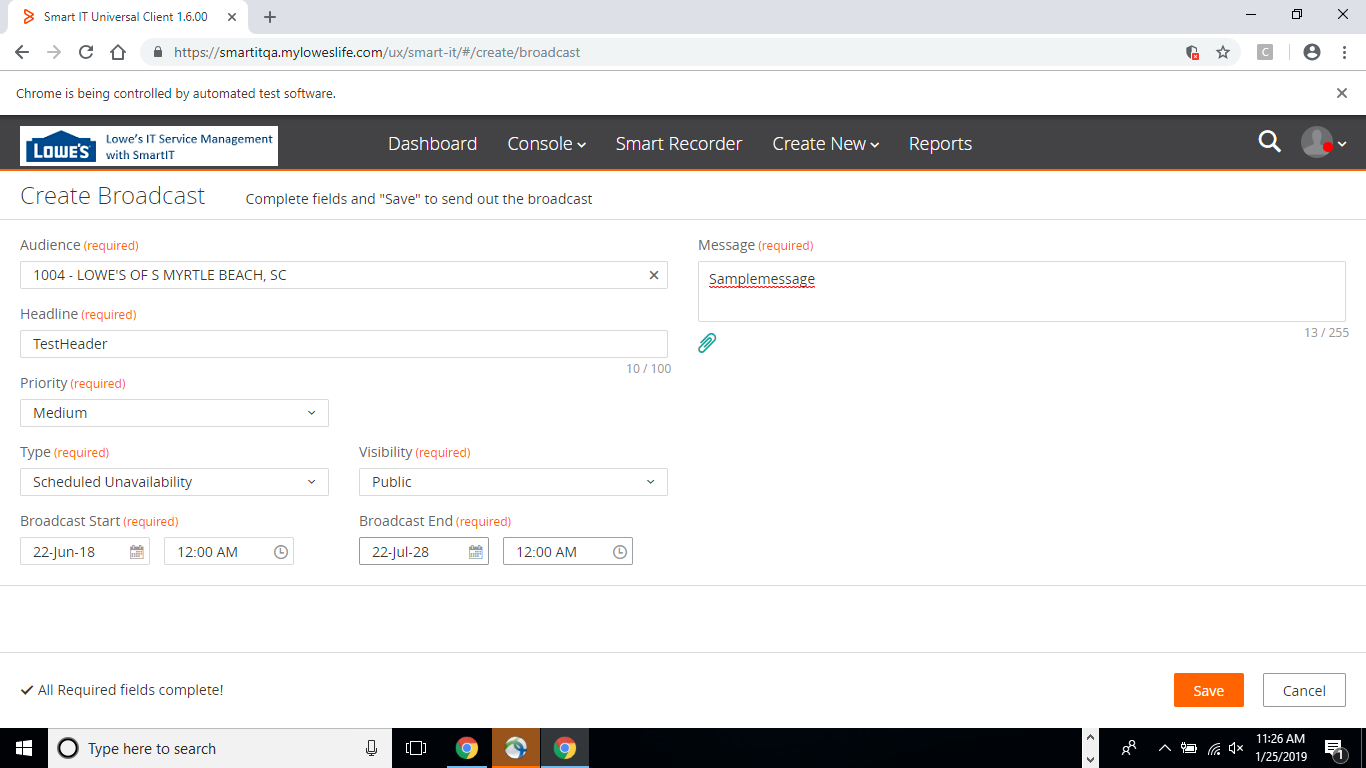 Smart IT Universal Client 1.6.00
https://smartitqa.myloweslife.com/ux/smart-it/#/create/broadcast
C
Chrome is being controlled by automated test software.
LOWE'S
Lowe's IT Service Management
with SmartIT
Dashboard Console Smart Recorder Create New Reports
Create Broadcast Complete fields and "Save" to send out the broadcast
Audience (required)
1004 - LOWE'S OF S MYRTLE BEACH, SC
Headline (required)
TestHeader
10 / 100
Priority (required)
Medium
Type (required) Visibility (required)
Scheduled Unavailability Public
Broadcast Start (required) Broadcast End (required)
22-Jun-18 12:00 AM 22-Jul-28 12:00 AM
Message (required)
Samplemessage
13 / 255
All Required fields complete!
Save Cancel
Type here to search
11:26 AM
1/25/2019
1